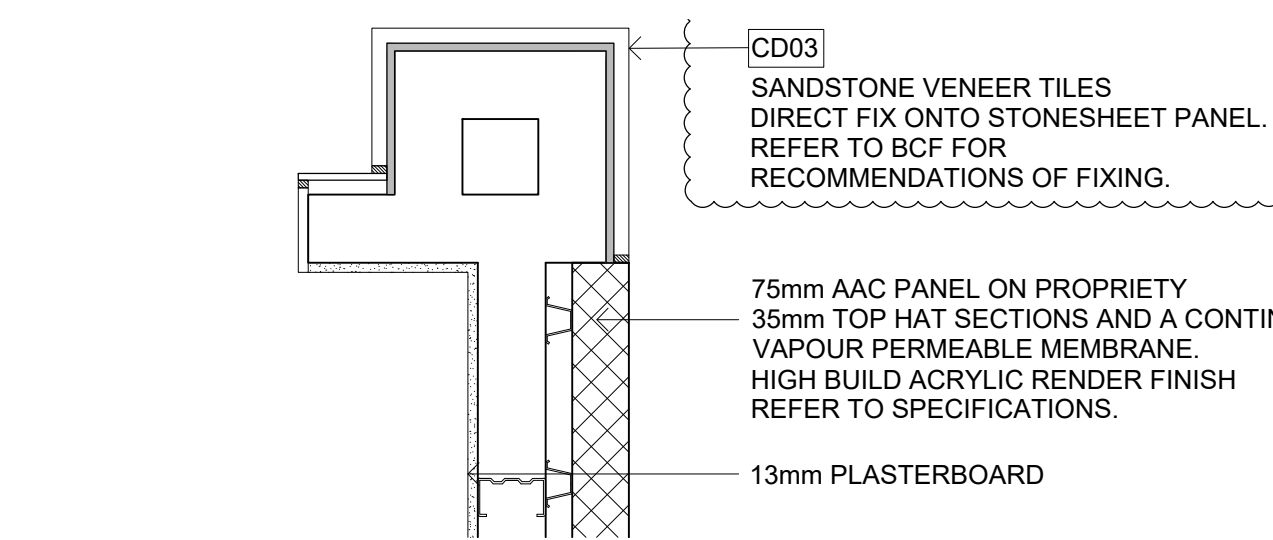 CD03
SANDSTONE VENEER TILES
DIRECT FIX ONTO STONESHEET PANEL.
REFER TO BCF FOR
RECOMMENDATIONS OF FIXING.
75mm AAC PANEL ON PROPRIETY
35mm TOP HAT SECTIONS AND A
VAPOUR PERMEABLE MEMBRANE.
HIGH BUILD ACRYLIC RENDER FINISH
REFER TO SPECIFICATIONS.
13mm PLASTERBOARD